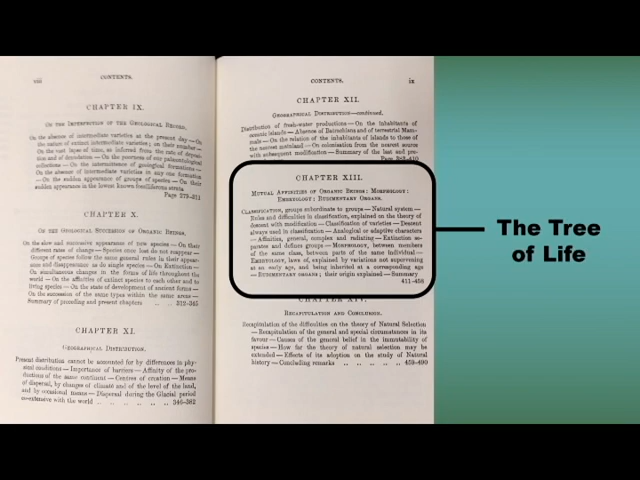 viii
CONTENTS.
CHAPTER IX.
ON THE IMPERFECTION OF THE GEOLOGICAL RECORD.
On the absence of intermediate varieties at the present day — On
the nature of extinct intermediate varieties; on their number —
On the vast lapse of time, as inferred from the rate of deposi-
tion and of denudation — On the poorness of our palæontological
collections — On the intermittence of geological formations —
On the absence of intermediate varieties in any one formation
— On the sudden appearance of groups of species — On their
sudden appearance in the lowest known fossiliferous strata
Page 279-311
CHAPTER X.
ON THE GEOLOGICAL SUCCESSION OF ORGANIC BEINGS.
On the slow and successive appearance of new species — On their
different rates of change — Species once lost do not reappear —
Groups of species follow the same general rules in their appear-
ance and disappearance as do single species — On Extinction —
On simultaneous changes in the forms of life throughout the
world — On the affinities of extinct species to each other and to
living species — On the state of development of ancient forms —
On the succession of the same types within the same areas —
Summary of preceding and present chapters .. .. 312-345
CHAPTER XI.
GEOGRAPHICAL DISTRIBUTION.
Present distribution cannot be accounted for by differences in phy-
sical conditions — Importance of barriers — Affinity of the pro-
ductions of the same continent — Centres of creation — Means
of dispersal, by changes of climate and of the level of the land,
and by occasional means — Dispersal during the Glacial period
co-extensive with the world .. .. .. .. .. 346-382
CONTENTS.
ix
CHAPTER XII.
GEOGRAPHICAL DISTRIBUTION—continued.
Distribution of fresh-water productions — On the inhabitants of
oceanic islands — Absence of Batrachians and of terrestrial Mam-
mals — On the relation of the inhabitants of islands to those of
the nearest mainland — On colonisation from the nearest source
with subsequent modification — Summary of the last and pre-
Page 383-410
CHAPTER XIII.
MUTUAL AFFINITIES OF ORGANIC BEINGS: MORPHOLOGY:
EMBRYOLOGY: RUDIMENTARY ORGANS.
CLASSIFICATION, groups subordinate to groups — Natural system —
Rules and difficulties in classification, explained on the theory of
descent with modification — Classification of varieties — Descent
always used in classification — Analogical or adaptive characters
— Affinities, general, complex and radiating — Extinction se-
parates and defines groups — MORPHOLOGY, between members
of the same class, between parts of the same individual —
EMBRYOLOGY, laws of, explained by variations not supervening
at an early age, and being inherited at a corresponding age
— RUDIMENTARY ORGANS; their origin explained — Summary
411-458
The Tree
of Life
CHAPTER XIV.
RECAPITULATION AND CONCLUSION.
Recapitulation of the difficulties on the theory of Natural Selection
— Recapitulation of the general and special circumstances in its
favour — Causes of the general belief in the immutability of
species — How far the theory of natural selection may be
extended — Effects of its adoption on the study of Natural
history — Concluding remarks .. .. .. .. .. 459-490